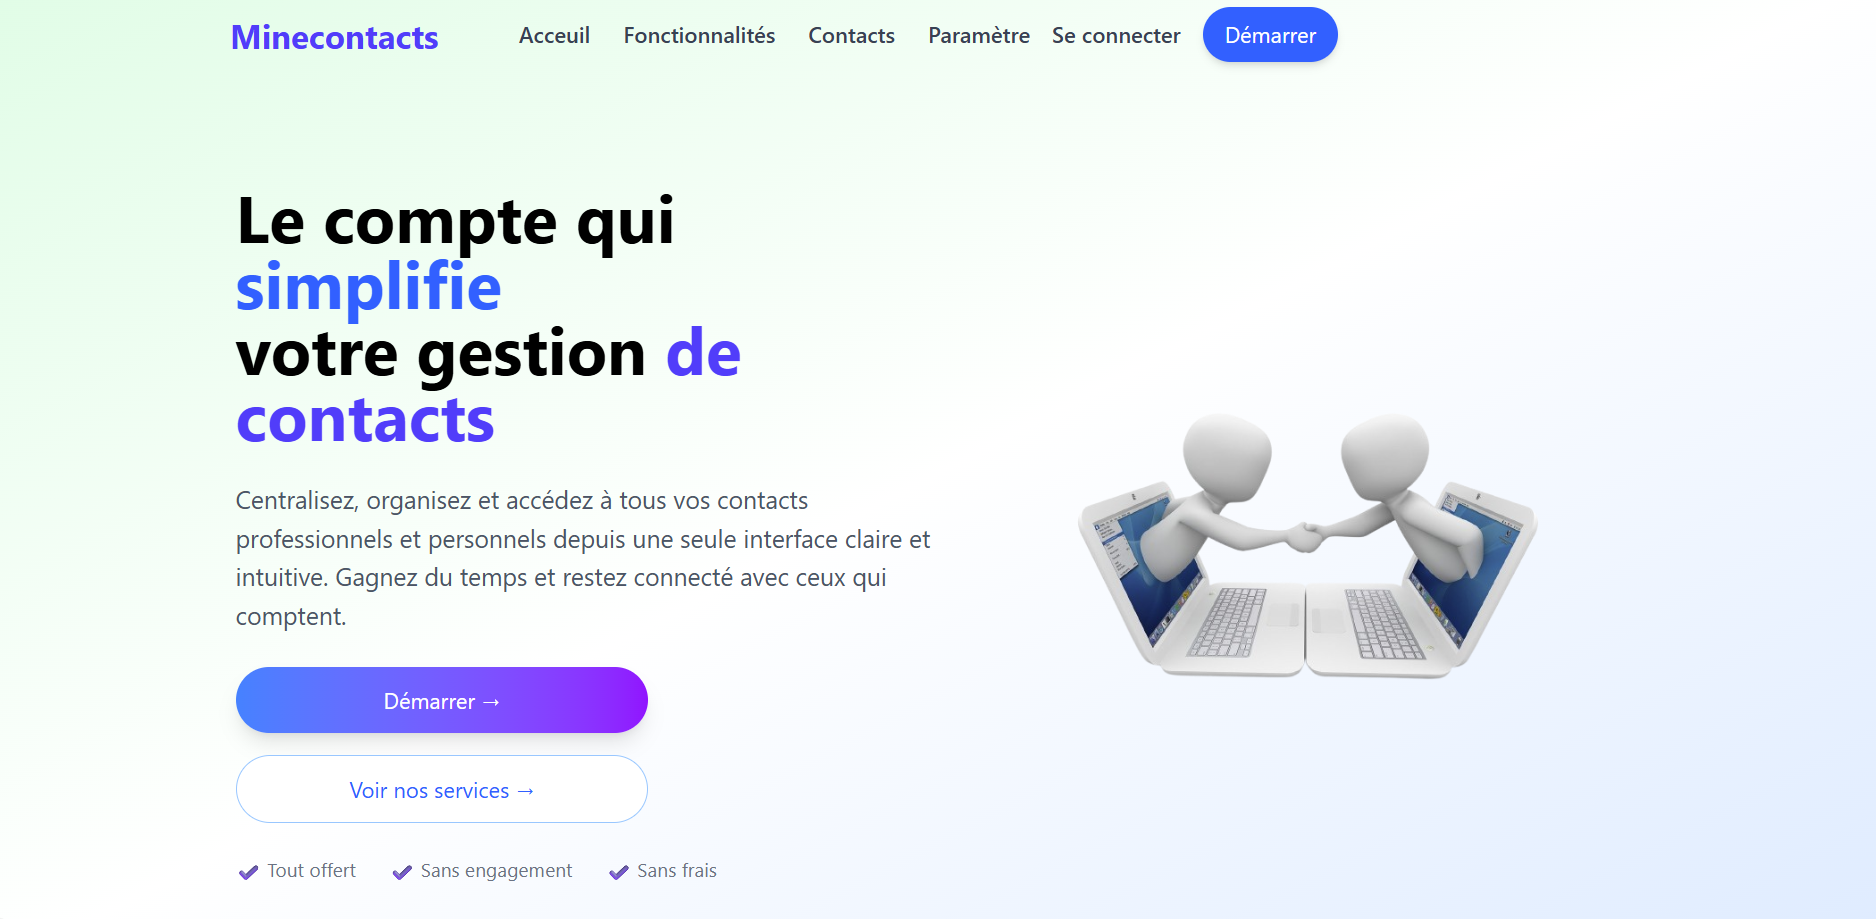 Minecontacts
Acceuil Fonctionnalités Contacts Paramètre Se connecter Démarrer
Le compte qui
simplifie
votre gestion de
contacts
Centralisez, organisez et accédez à tous vos contacts
professionnels et personnels depuis une seule interface claire et
intuitive. Gagnez du temps et restez connecté avec ceux qui
comptent.
Démarrer →
Voir nos services →
Tout offert Sans engagement Sans frais